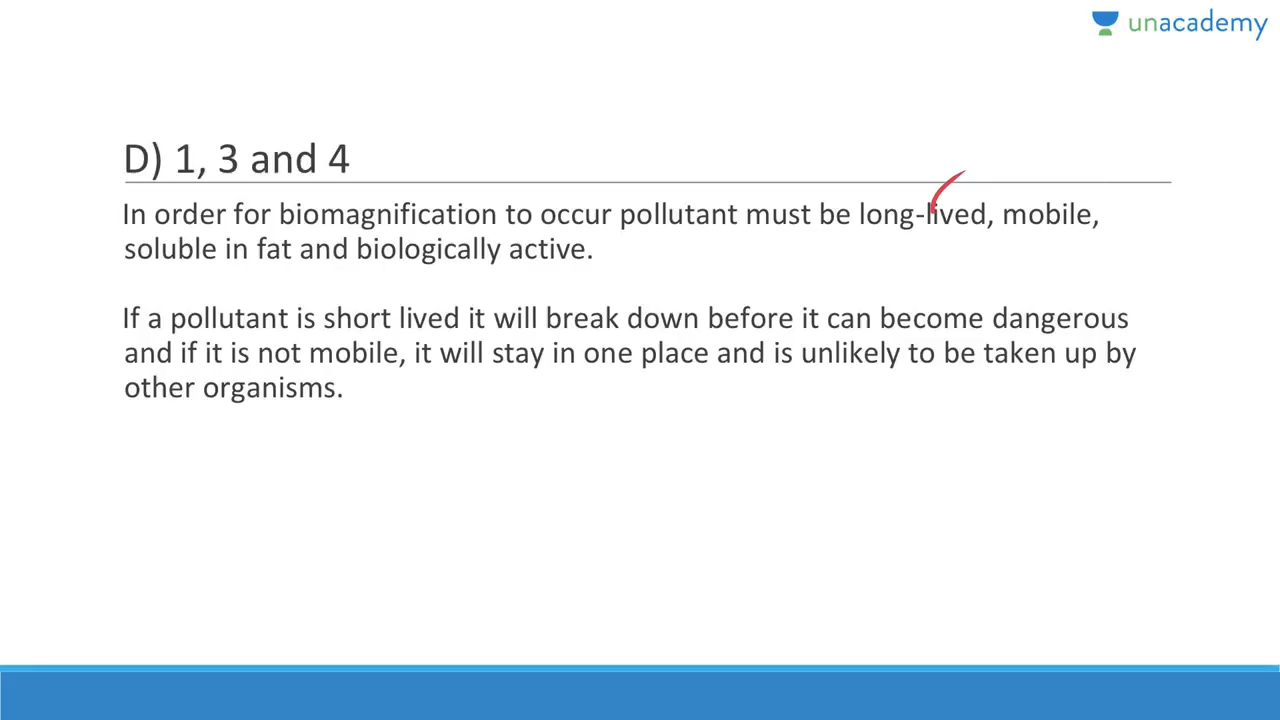 unacademy
D) 1, 3 and 4
In order for biomagnification to occur pollutant must be long-lived, mobile,
soluble in fat and biologically active.
If a pollutant is short lived it will break down before it can become dangerous
and if it is not mobile, it will stay in one place and is unlikely to be taken up by
other organisms.